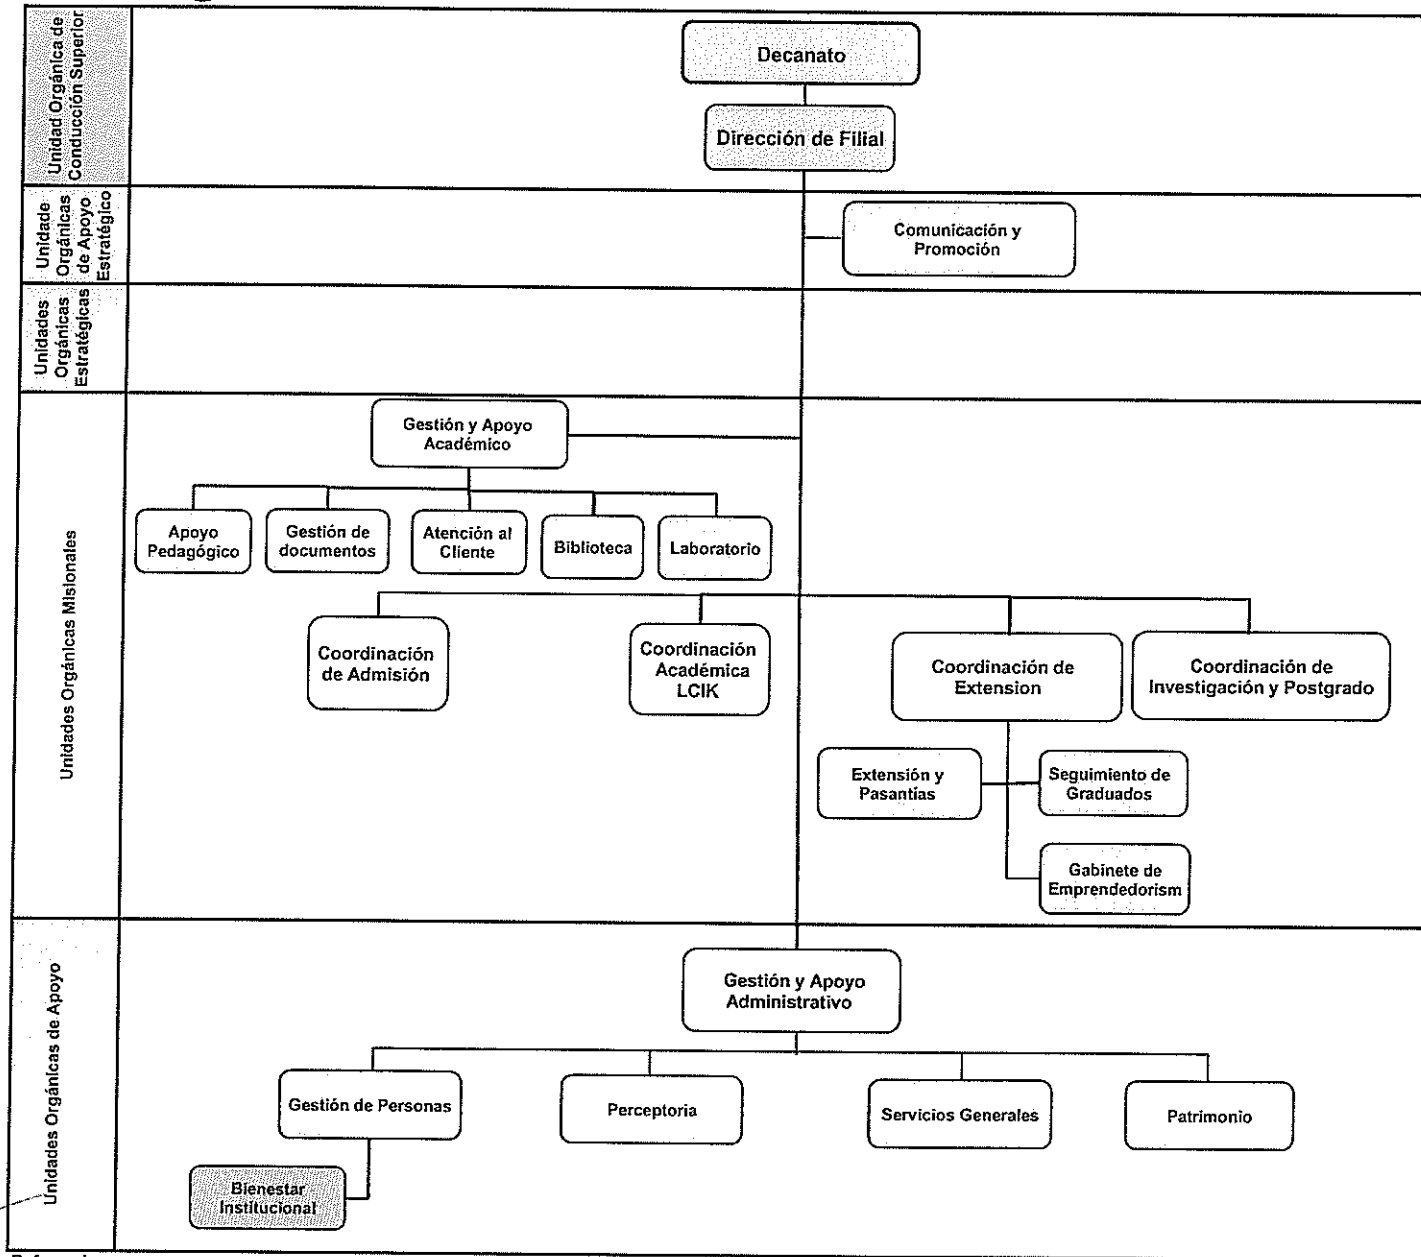 Unidad Orgánica de
Conducción Superior
Decanato
Dirección de Filial
Unidade
Orgánicas
de Apoyo
Estratégico
Comunicación y
Promoción
Unidades
Orgánicas
Estratégicas
Unidades Orgánicas Misionales
Gestión y Apoyo
Académico
Apoyo
Pedagógico
Gestión de
documentos
Atención al
Cliente
Biblioteca
Laboratorio
Coordinación
de Admisión
Coordinación
Académica
LCIK
Coordinación de
Extension
Coordinación de
Investigación y Postgrado
Extensión y
Pasantías
Seguimiento de
Graduados
Gabinete de
Emprendedorism
Unidades Orgánicas de Apoyo
Gestión y Apoyo
Administrativo
Gestión de Personas
Perceptoria
Servicios Generales
Patrimonio
Bienestar
Institucional